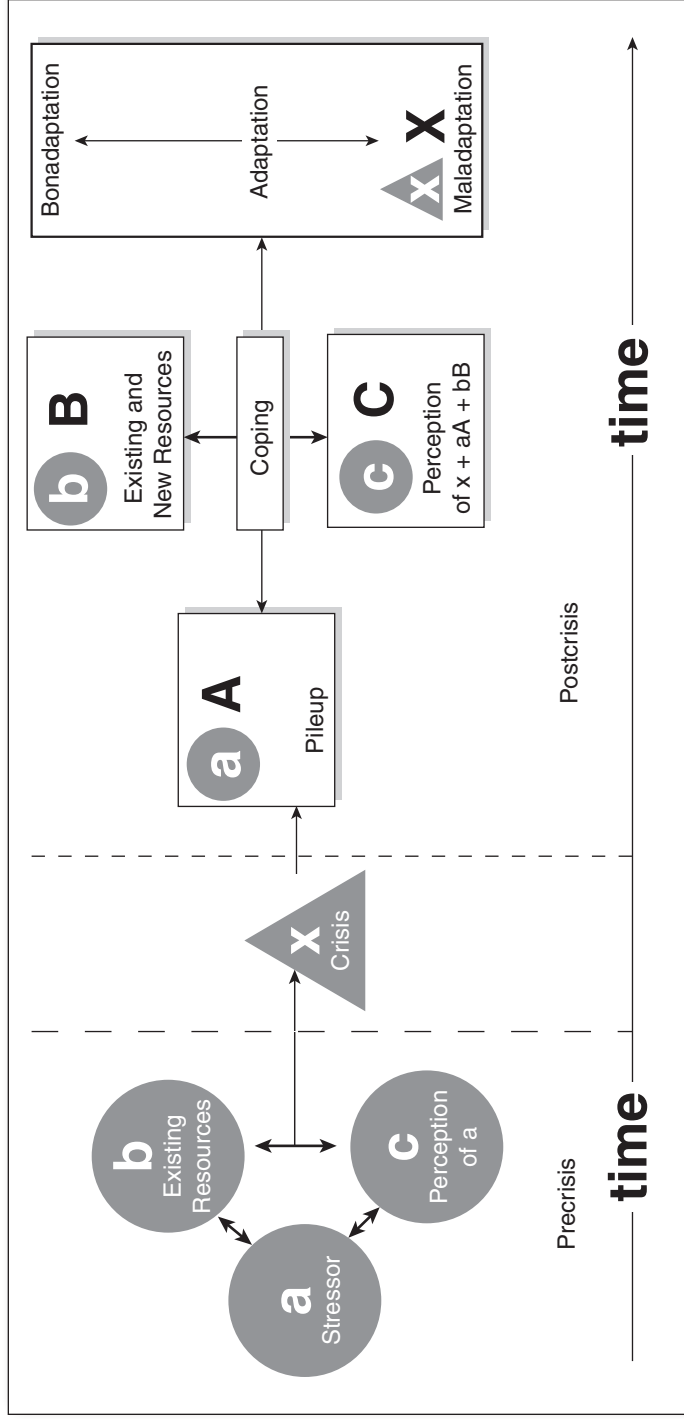 b
Existing
Resources
a
Stressor
c
Perception
of a
x
Crisis
a A
Pileup
b B
Existing and
New Resources
Coping
c C
Perception
of x + aA + bB
Bonadaptation
Adaptation
x X
Maladaptation
Precrisis
Postcrisis
time
time